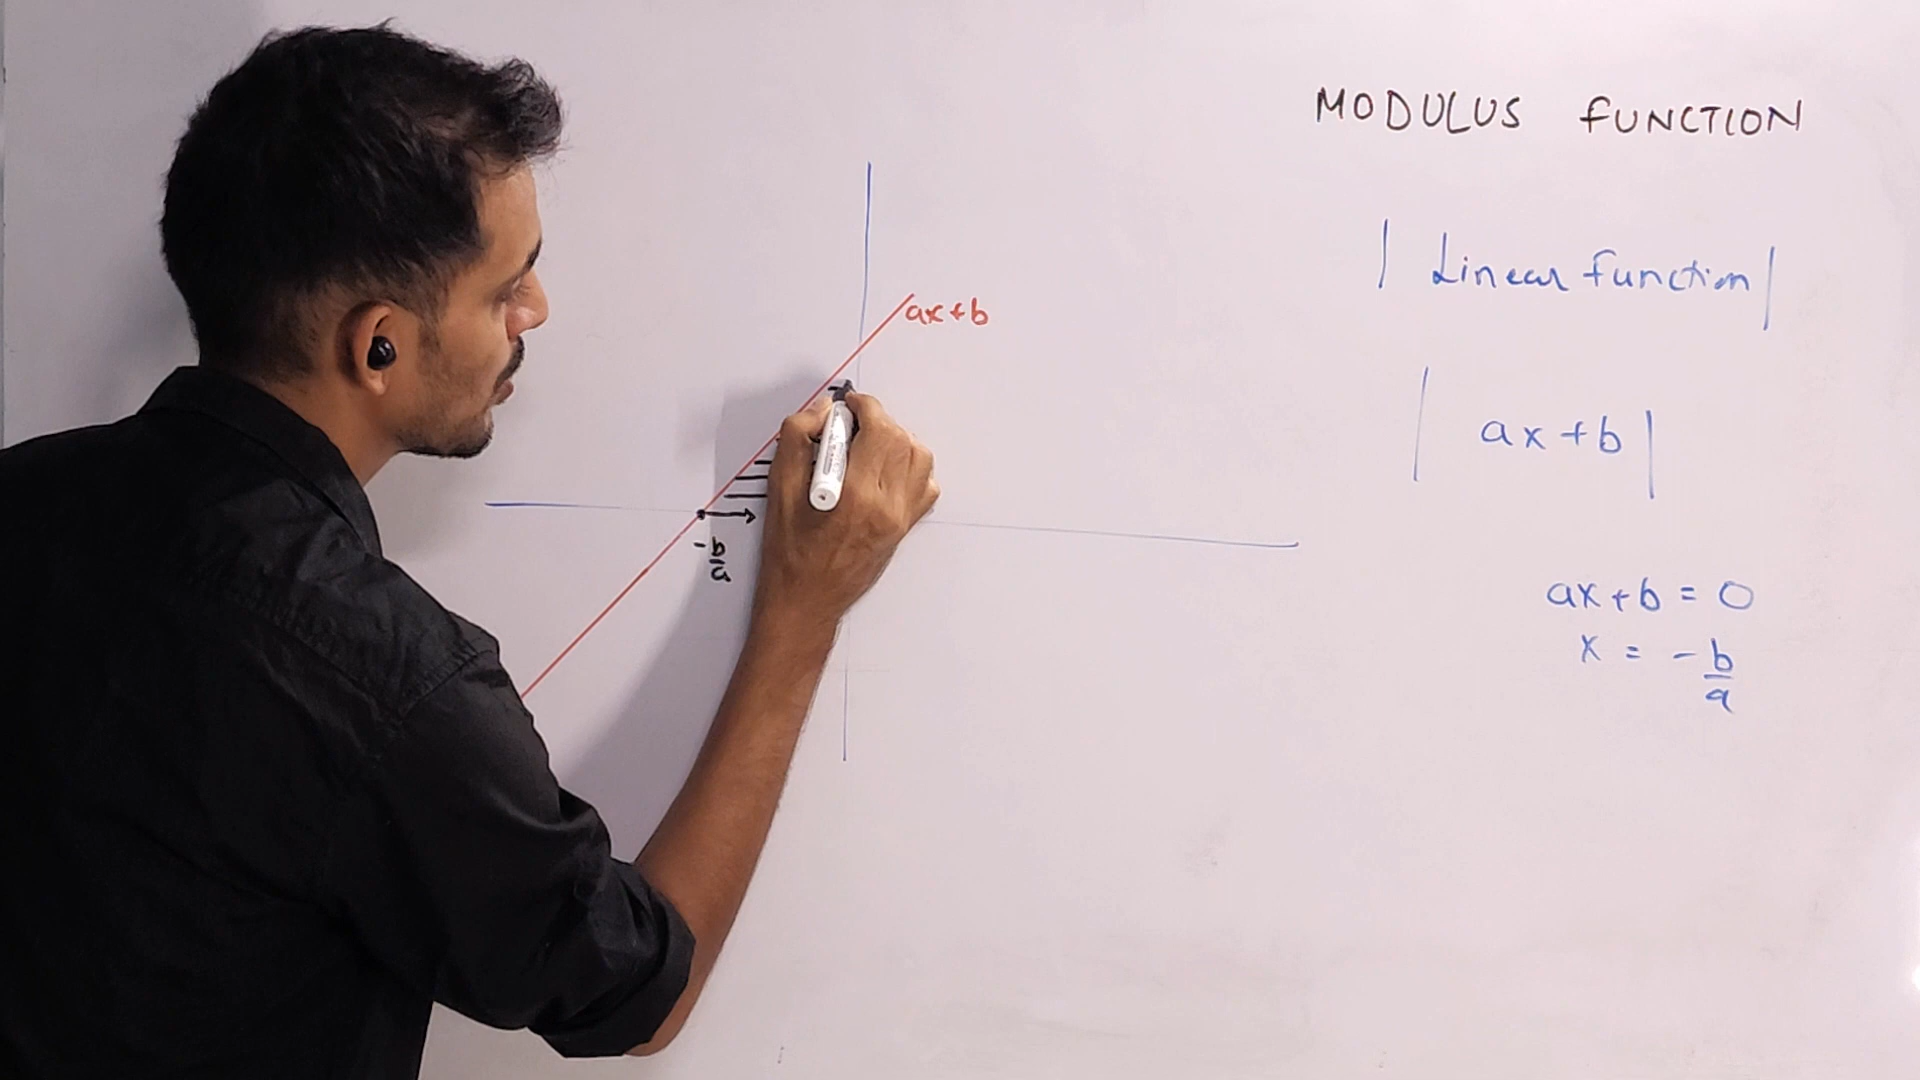 MODULUS FUNCTION
| Linear function |
| ax+b |
ax+b = 0
x = -b/a
ax+b
-b/a